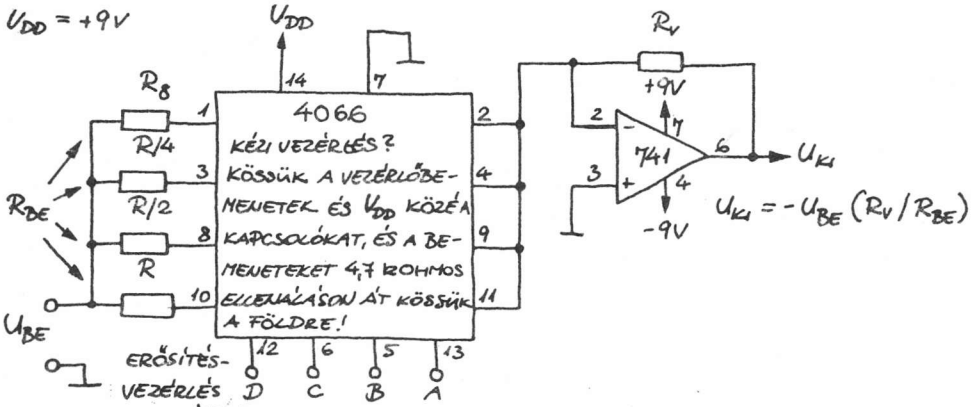 U_DD = +9V
U_DD
14
7
R_8
1
R/4
3
R/2
8
R
10
R_BE
U_BE
4066
KÉZI VEZÉRLÉS?
KÖSSÜK A VEZÉRLŐBE-
MENETEK ÉS U_DD KÖZÉ A
KAPCSOLÓKAT, ÉS A BE-
MENETEKET 4,7 KOHMOS
ELLENÁLÁSON ÁT KÖSSÜK
A FÖLDRE!
2
4
9
11
12
6
5
13
ERŐSÍTÉS-
VEZÉRLÉS
D
C
B
A
R_V
+9V
7
2
-
741
6
3
+
4
-9V
U_KI
U_KI = -U_BE (R_V/R_BE)